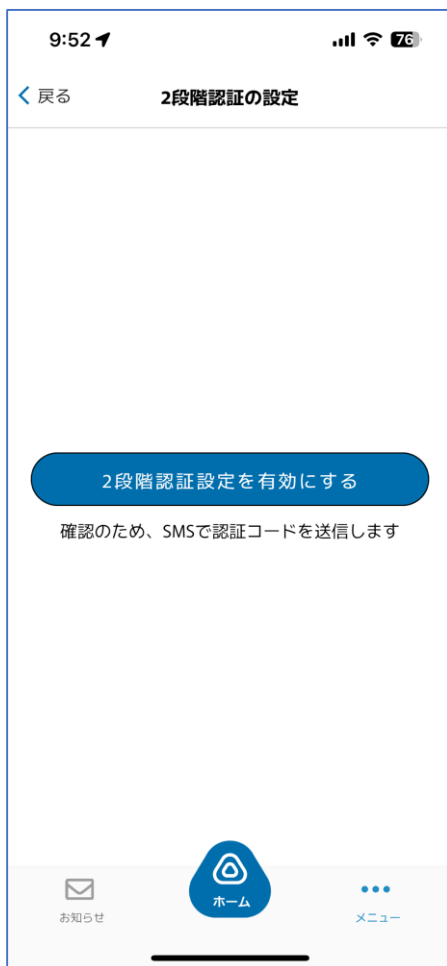 9:52
76
戻る
2段階認証の設定
2段階認証設定を有効にする
確認のため、SMSで認証コードを送信します
お知らせ
ホーム
メニュー